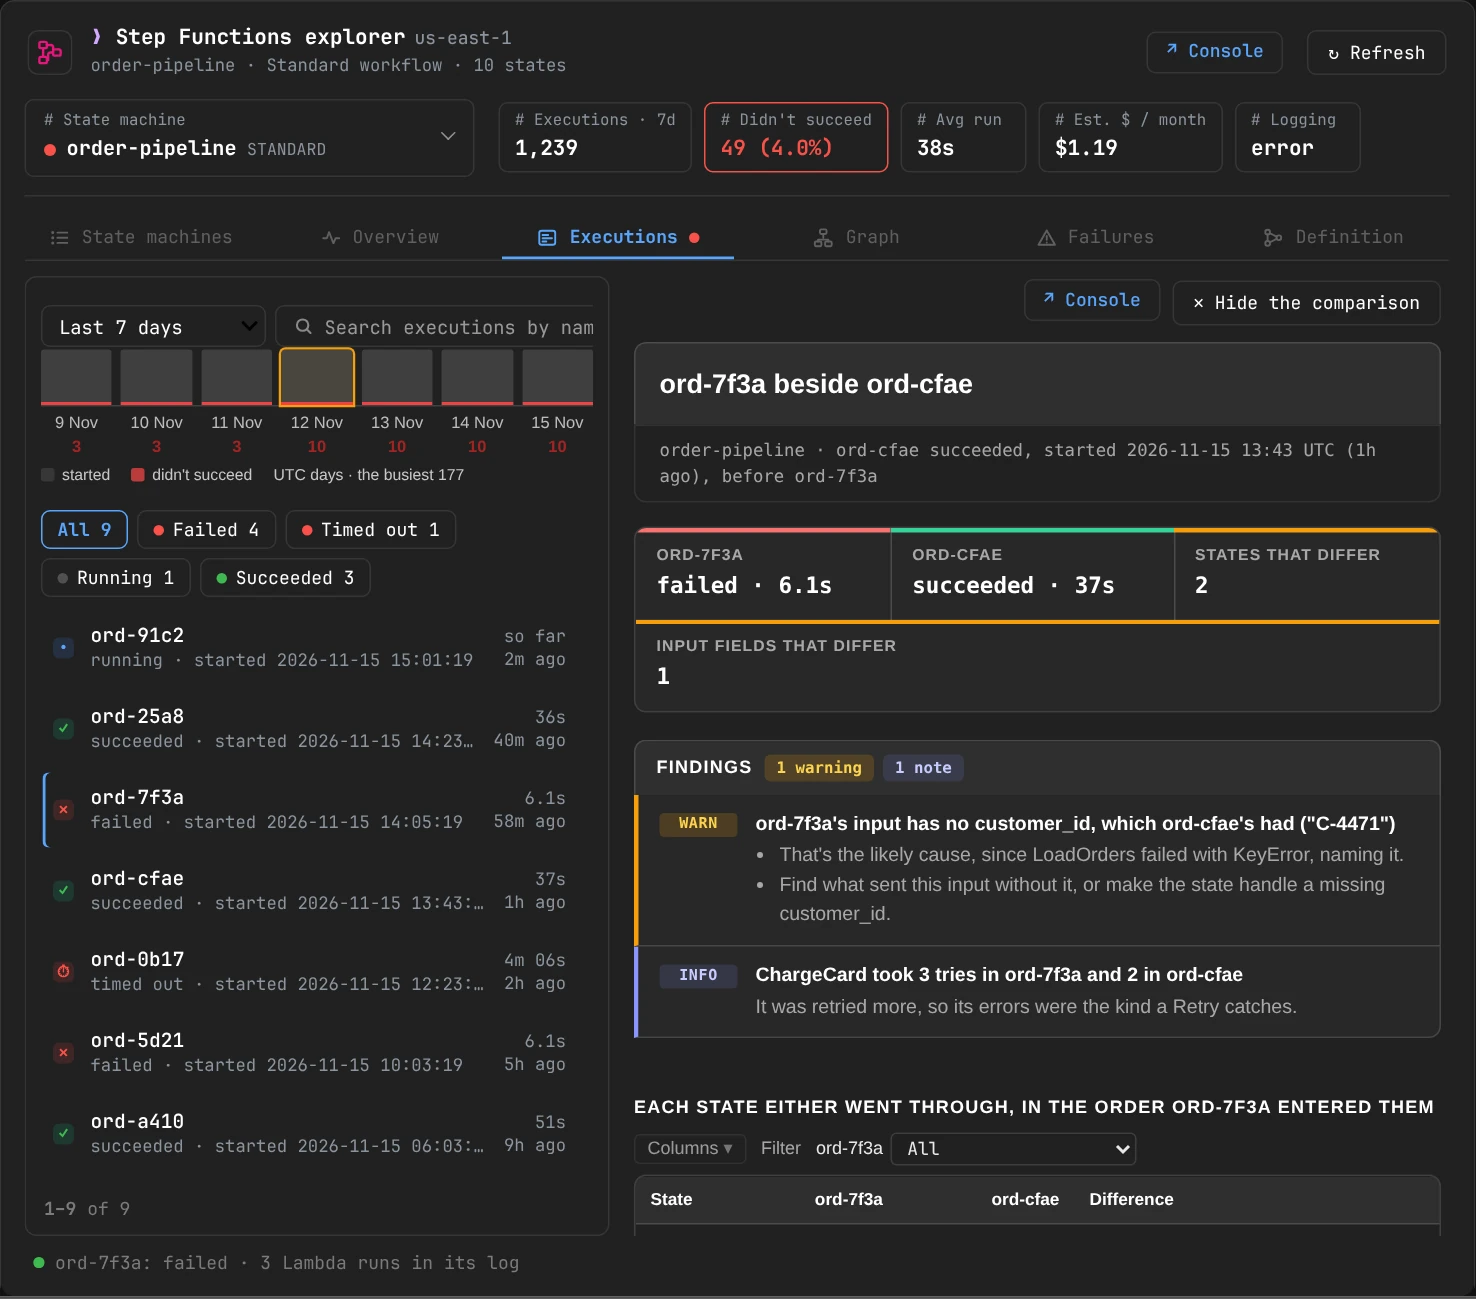 ❫ Step Functions explorer us-east-1
order-pipeline · Standard workflow · 10 states
↗ Console
↻ Refresh
# State machine
order-pipeline STANDARD
# Executions · 7d
1,239
# Didn't succeed
49 (4.0%)
# Avg run
38s
# Est. $ / month
$1.19
# Logging
error
State machines
Overview
Executions
Graph
Failures
Definition
Last 7 days
Search executions by nam
9 Nov 10 Nov 11 Nov 12 Nov 13 Nov 14 Nov 15 Nov
3 3 3 10 10 10 10
started didn't succeed UTC days · the busiest 177
All 9 Failed 4 Timed out 1
Running 1 Succeeded 3
ord-91c2 so far
running · started 2026-11-15 15:01:19 2m ago
ord-25a8 36s
succeeded · started 2026-11-15 14:23… 40m ago
ord-7f3a 6.1s
failed · started 2026-11-15 14:05:19 58m ago
ord-cfae 37s
succeeded · started 2026-11-15 13:43:… 1h ago
ord-0b17 4m 06s
timed out · started 2026-11-15 12:23:… 2h ago
ord-5d21 6.1s
failed · started 2026-11-15 10:03:19 5h ago
ord-a410 51s
succeeded · started 2026-11-15 06:03:… 9h ago
1–9 of 9
↗ Console
× Hide the comparison
ord-7f3a beside ord-cfae
order-pipeline · ord-cfae succeeded, started 2026-11-15 13:43 UTC (1h
ago), before ord-7f3a
ORD-7F3A
failed · 6.1s
ORD-CFAE
succeeded · 37s
STATES THAT DIFFER
2
INPUT FIELDS THAT DIFFER
1
FINDINGS 1 warning 1 note
WARN ord-7f3a's input has no customer_id, which ord-cfae's had ("C-4471")
• That's the likely cause, since LoadOrders failed with KeyError, naming it.
• Find what sent this input without it, or make the state handle a missing
customer_id.
INFO ChargeCard took 3 tries in ord-7f3a and 2 in ord-cfae
It was retried more, so its errors were the kind a Retry catches.
EACH STATE EITHER WENT THROUGH, IN THE ORDER ORD-7F3A ENTERED THEM
Columns ▾ Filter ord-7f3a All
State ord-7f3a ord-cfae Difference
ord-7f3a: failed · 3 Lambda runs in its log